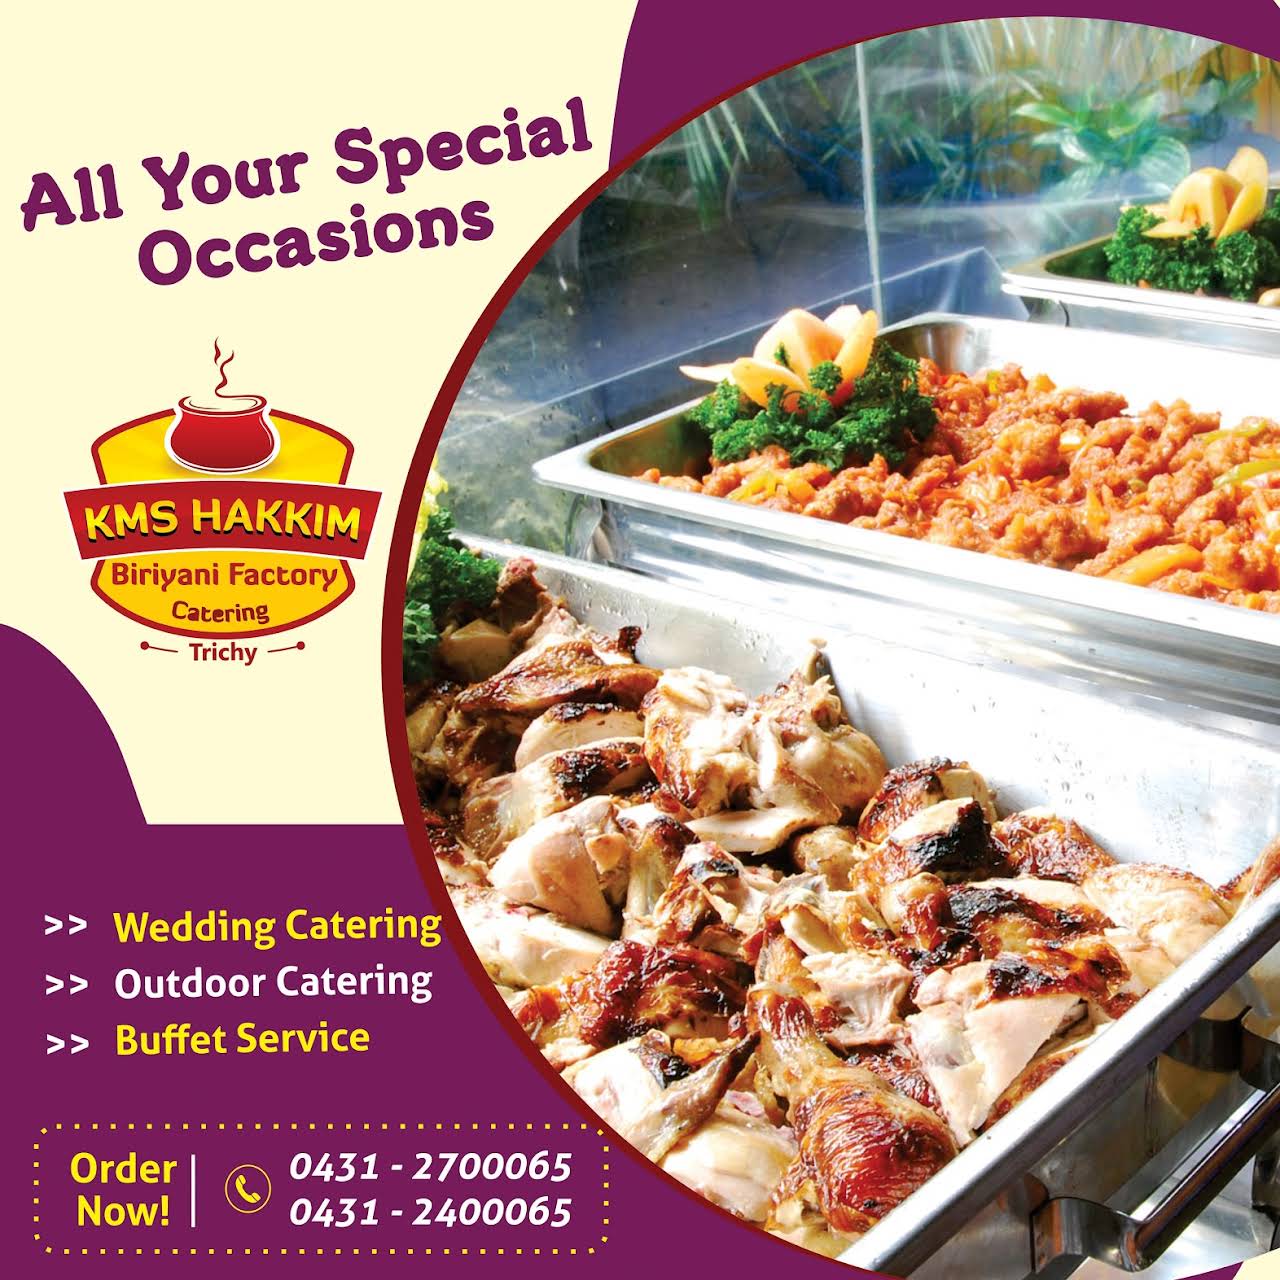 All Your Special
Occasions
KMS HAKKIM
Biriyani Factory
Catering
Trichy
>> Wedding Catering
>> Outdoor Catering
>> Buffet Service
Order
Now!
0431 - 2700065
0431 - 2400065